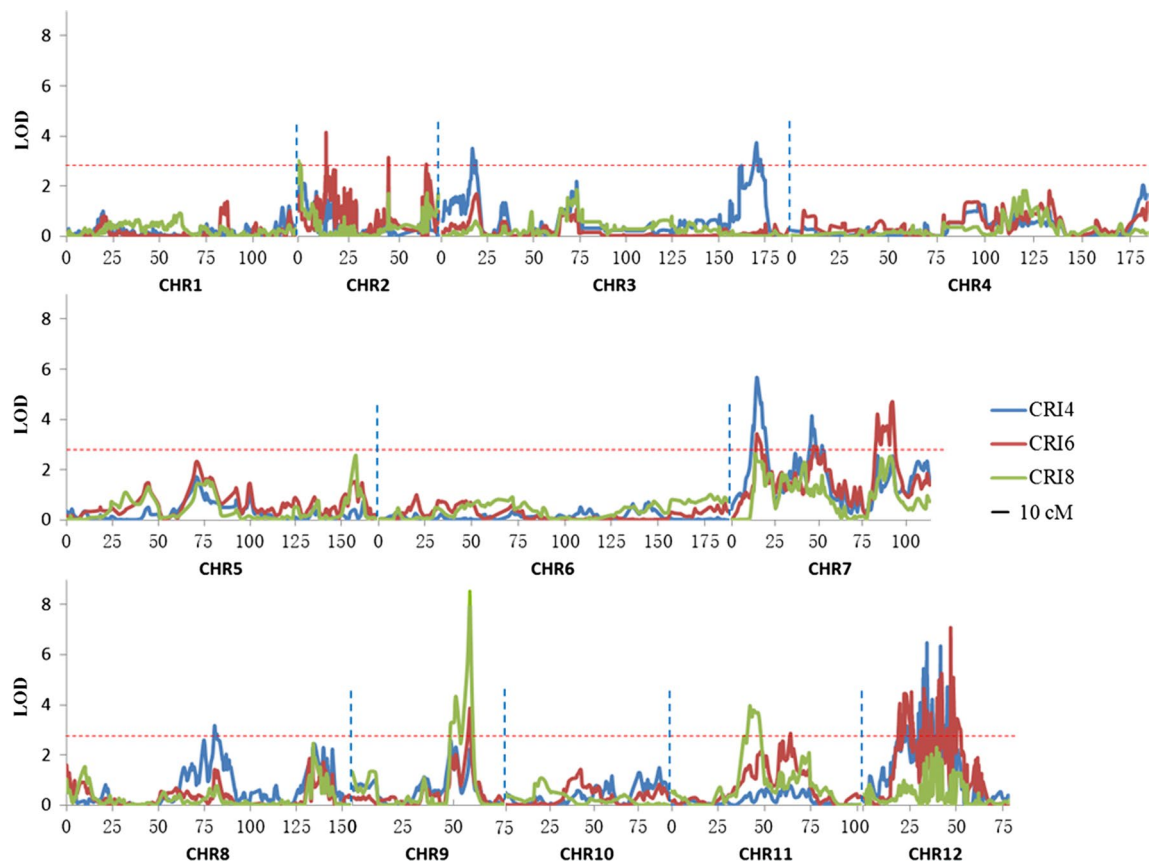 8
6
LOD
4
2
0
0 25 50 75 100 0 25 50 0 25 50 75 100 125 150 175 0 25 50 75 100 125 150 175
CHR1 CHR2 CHR3 CHR4
8
6
LOD
4
2
0
0 25 50 75 100 125 150 0 25 50 75 100 125 150 175 0 25 50 75 100
CHR5 CHR6 CHR7
CRI4
CRI6
CRI8
10 cM
8
6
LOD
4
2
0
0 25 50 75 100 125 150 25 50 75 25 50 75 0 25 50 75 100 25 50 75
CHR8 CHR9 CHR10 CHR11 CHR12